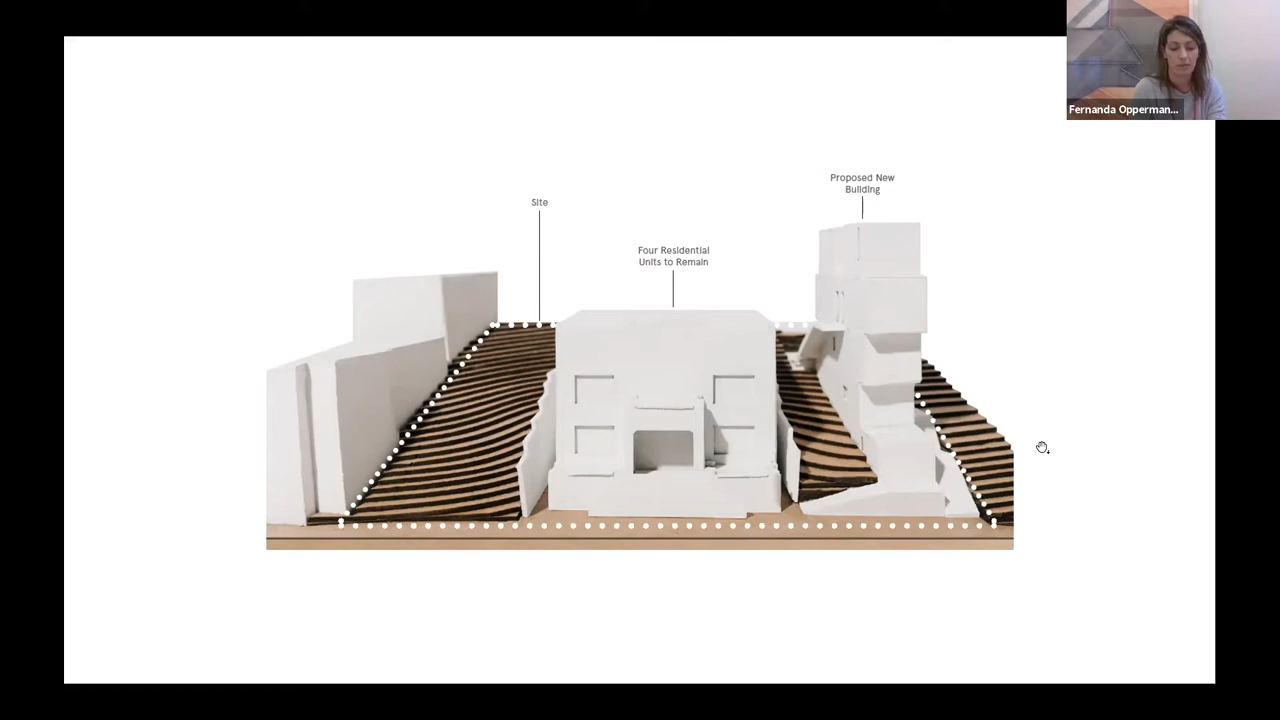 Fernanda Opperman...
Proposed New
Building
Site
Four Residential
Units to Remain